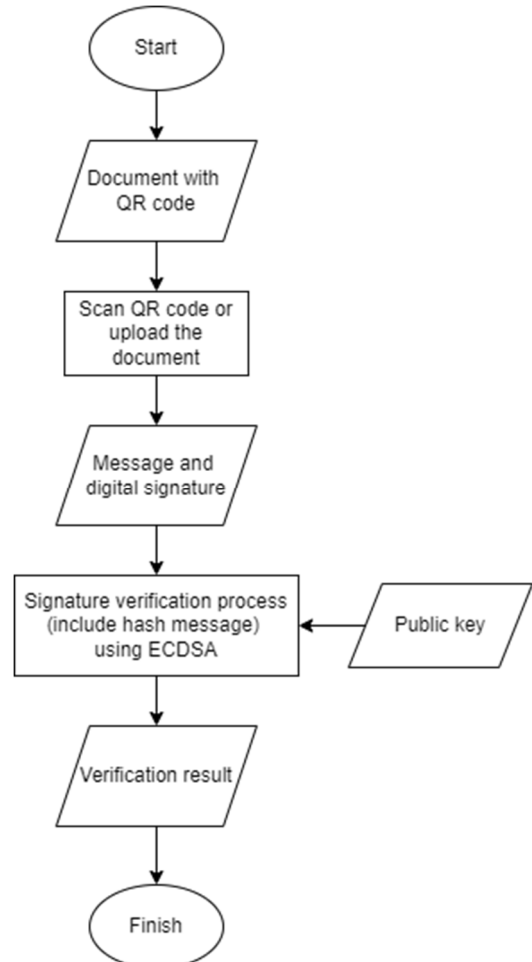 Start
Document with
QR code
Scan QR code or
upload the
document
Message and
digital signature
Signature verification process
(include hash message)
using ECDSA
Public key
Verification result
Finish